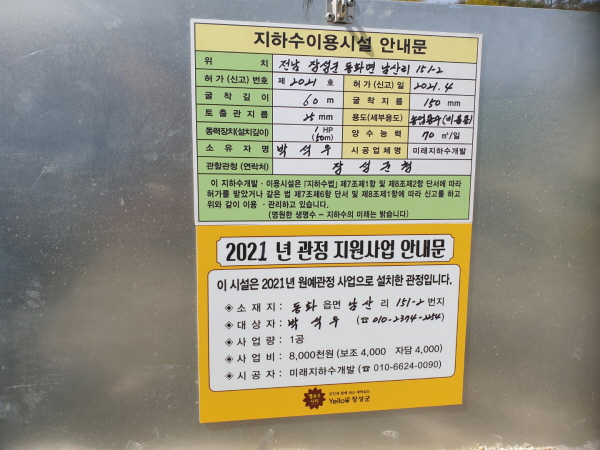 지하수이용시설 안내문
위 치 전남 장성군 동화면 남산리 151-2
허가 (신고) 번호 제 2021 호 허가 (신고)일 2021. 4
굴착깊이 60 m 굴착지름 150 mm
토출관지름 25 mm 용도(세부용도) 농업용수(비음용)
동력장치(설치깊이) 1 HP (50m) 양수능력 70 ㎥/일
소유자명 박석우 시공업체명 미래지하수개발
관할관청 (연락처) 장성군청
이 지하수개발·이용시설은 「지하수법」 제7조제1항 및 제8조제2항 단서에 따라
허가를 받았거나 같은 법 제7조제6항 단서 및 제8조제1항에 따라 신고를 하고
위와 같이 이용·관리하고 있습니다.
(영원한 생명수 - 지하수의 미래는 밝습니다)
2021 년 관정 지원사업 안내문
이 시설은 2021년 원예관정 사업으로 설치한 관정입니다.
◈ 소재지 : 동화 읍면 남산 리 151-2 번지
◈ 대상자 : 박석우 (☎ 010-2374-2254)
◈ 사업량 : 1공
◈ 사업비 : 8,000천원 (보조 4,000 자담 4,000)
◈ 시공자 : 미래지하수개발 (☎ 010-6624-0090)
옐로우시티
YelloW 장성군